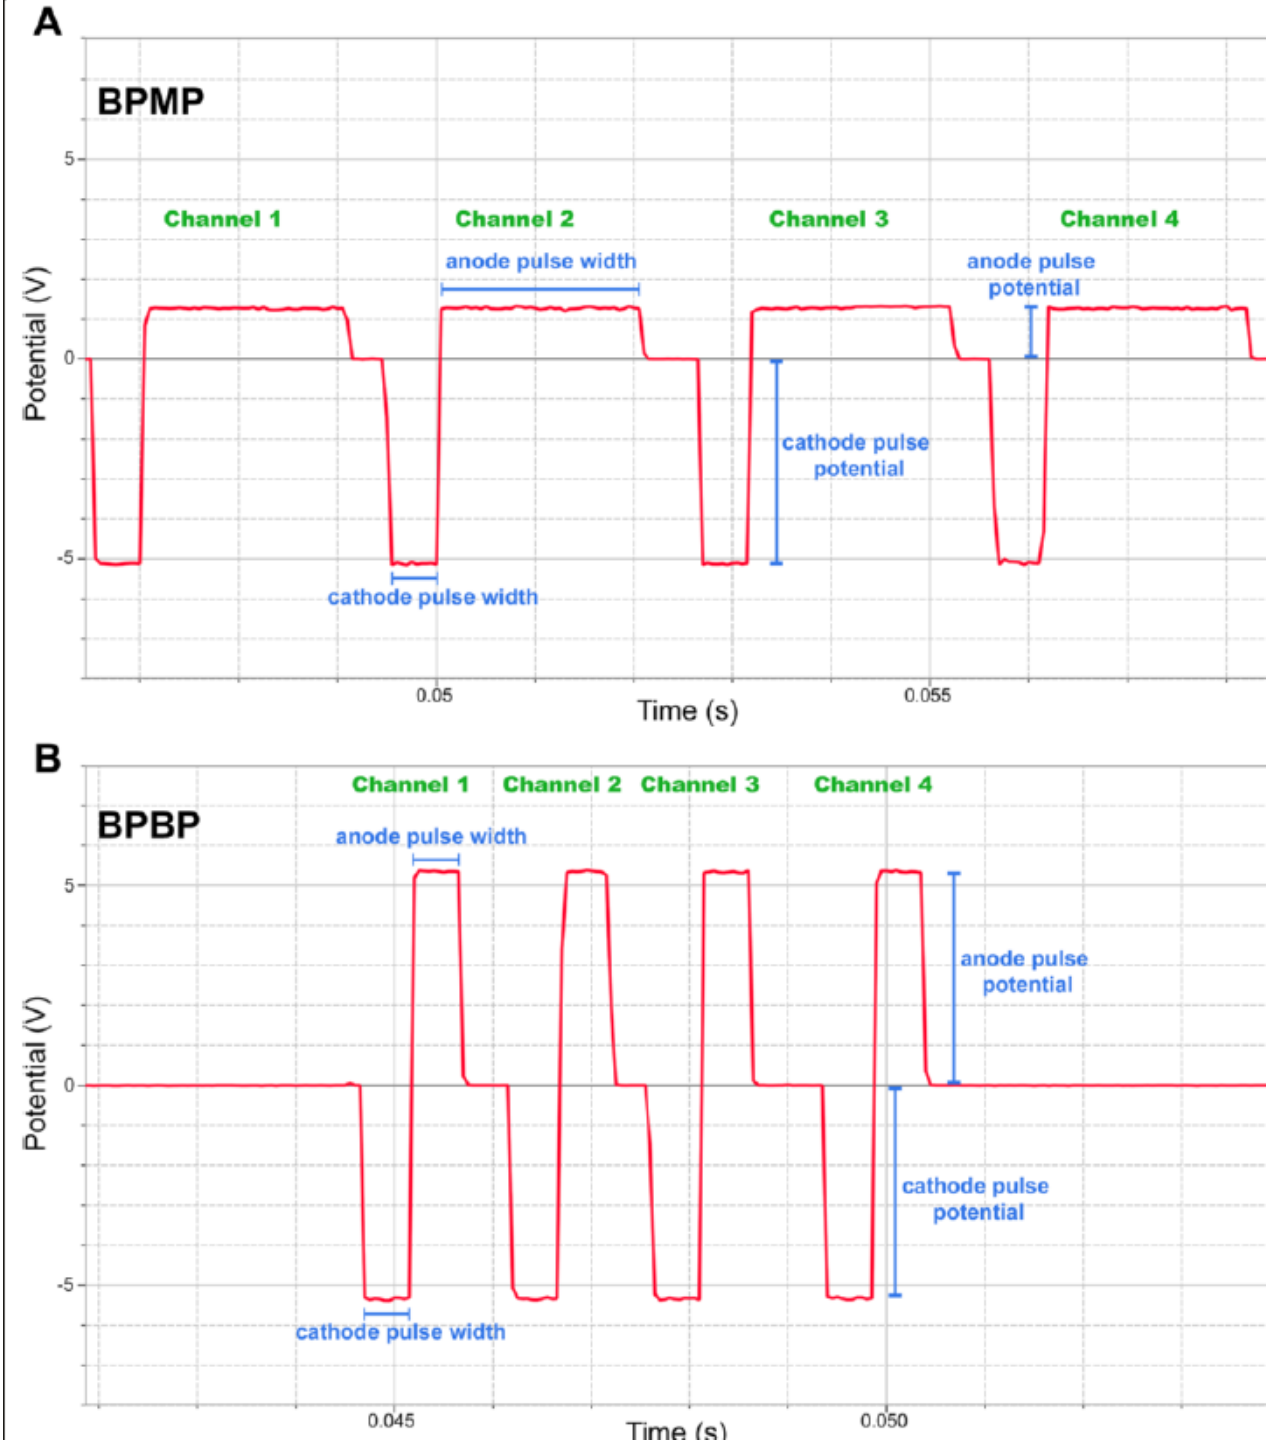 A
BPMP
5
Channel 1
Channel 2
Channel 3
Channel 4
anode pulse width
anode pulse
potential
Potential (V)
0
cathode pulse
potential
-5
cathode pulse width
0.05
0.055
Time (s)
B
Channel 1
Channel 2
Channel 3
Channel 4
BPBP
anode pulse width
5
anode pulse
potential
Potential (V)
0
cathode pulse
potential
-5
cathode pulse width
0.045
0.050
Time (s)